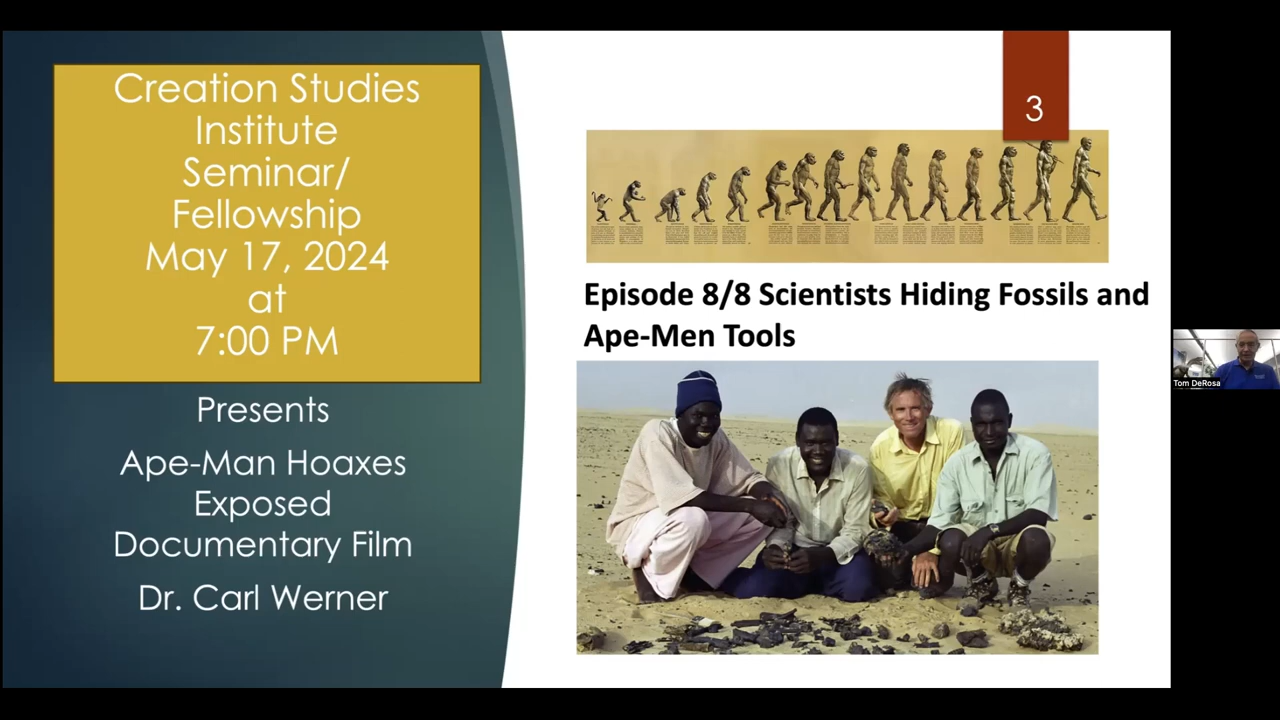 Creation Studies
Institute
Seminar/
Fellowship
May 17, 2024
at
7:00 PM
Presents
Ape-Man Hoaxes
Exposed
Documentary Film
Dr. Carl Werner
3
Episode 8/8 Scientists Hiding Fossils and
Ape-Men Tools
Tom DeRosa